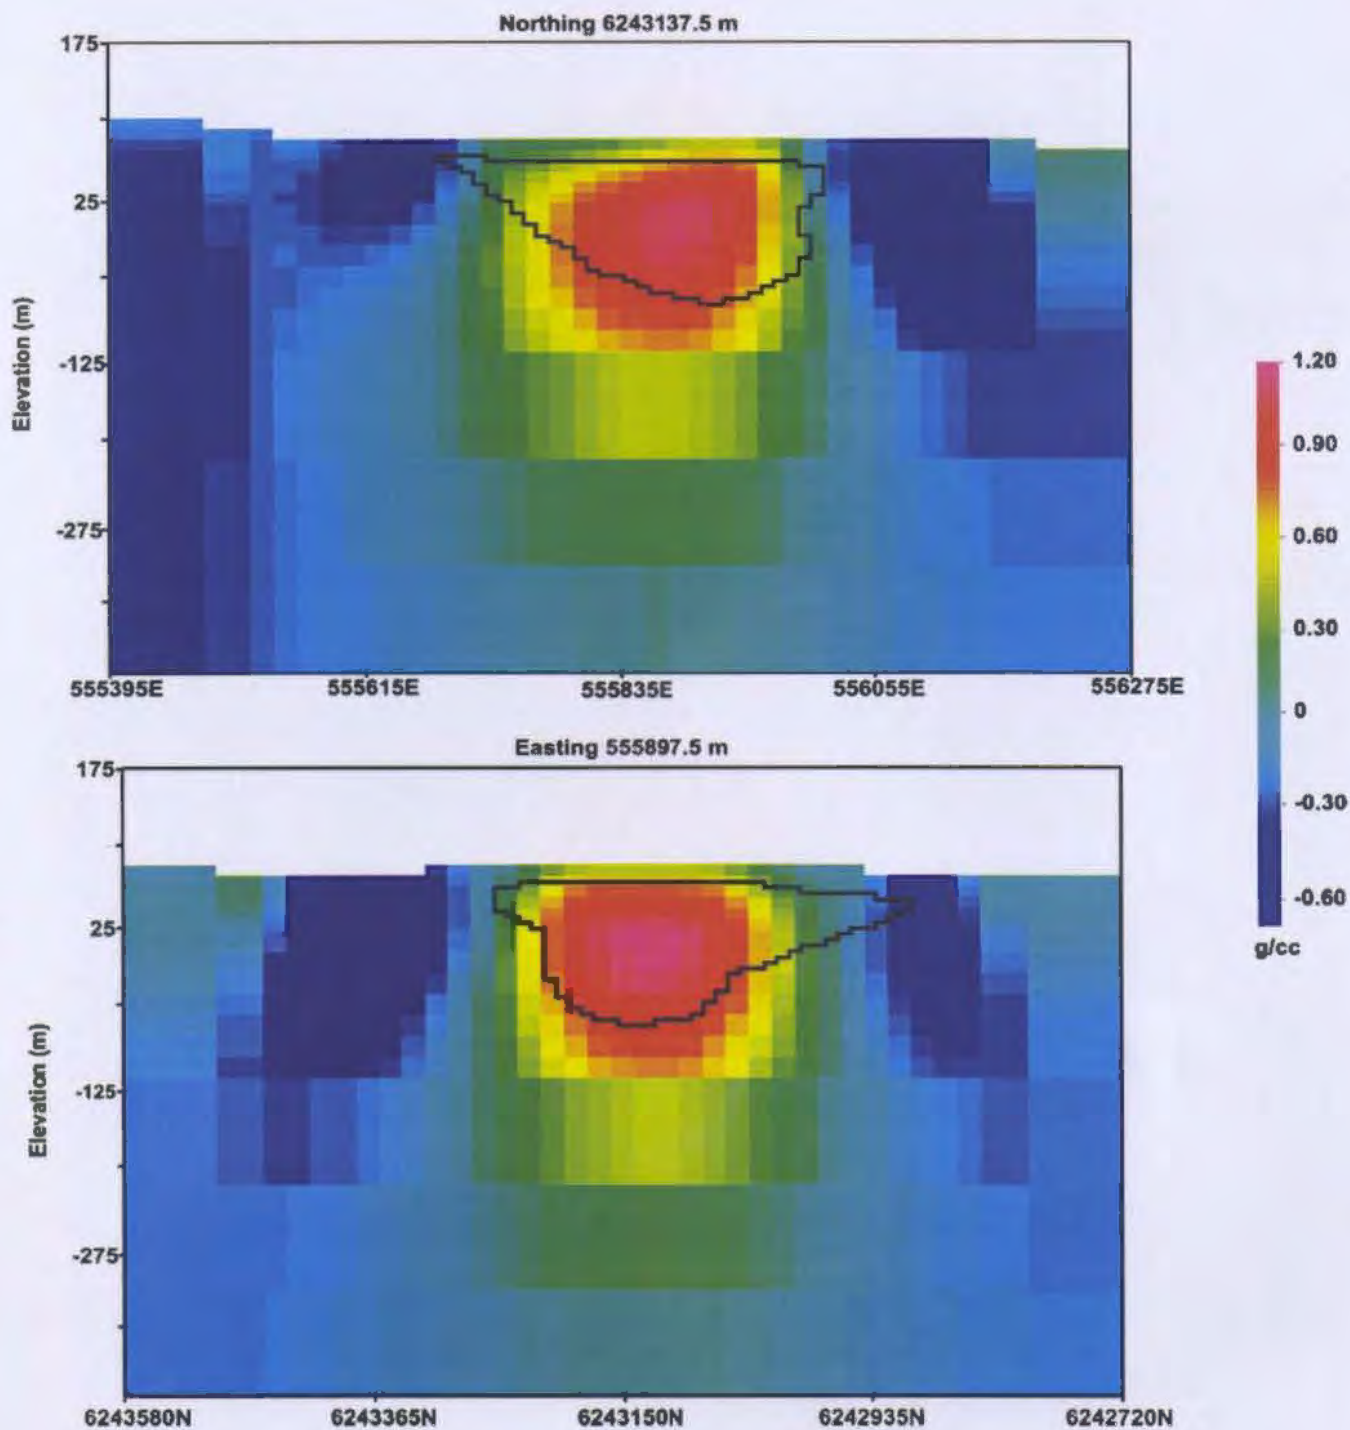 Northing 6243137.5 m
175
25
-125
-275
Elevation (m)
555395E 555615E 555835E 556055E 556275E
1.20
0.90
0.60
0.30
0
-0.30
-0.60
g/cc
Easting 555897.5 m
175
25
-125
-275
Elevation (m)
6243580N 6243365N 6243150N 6242935N 6242720N